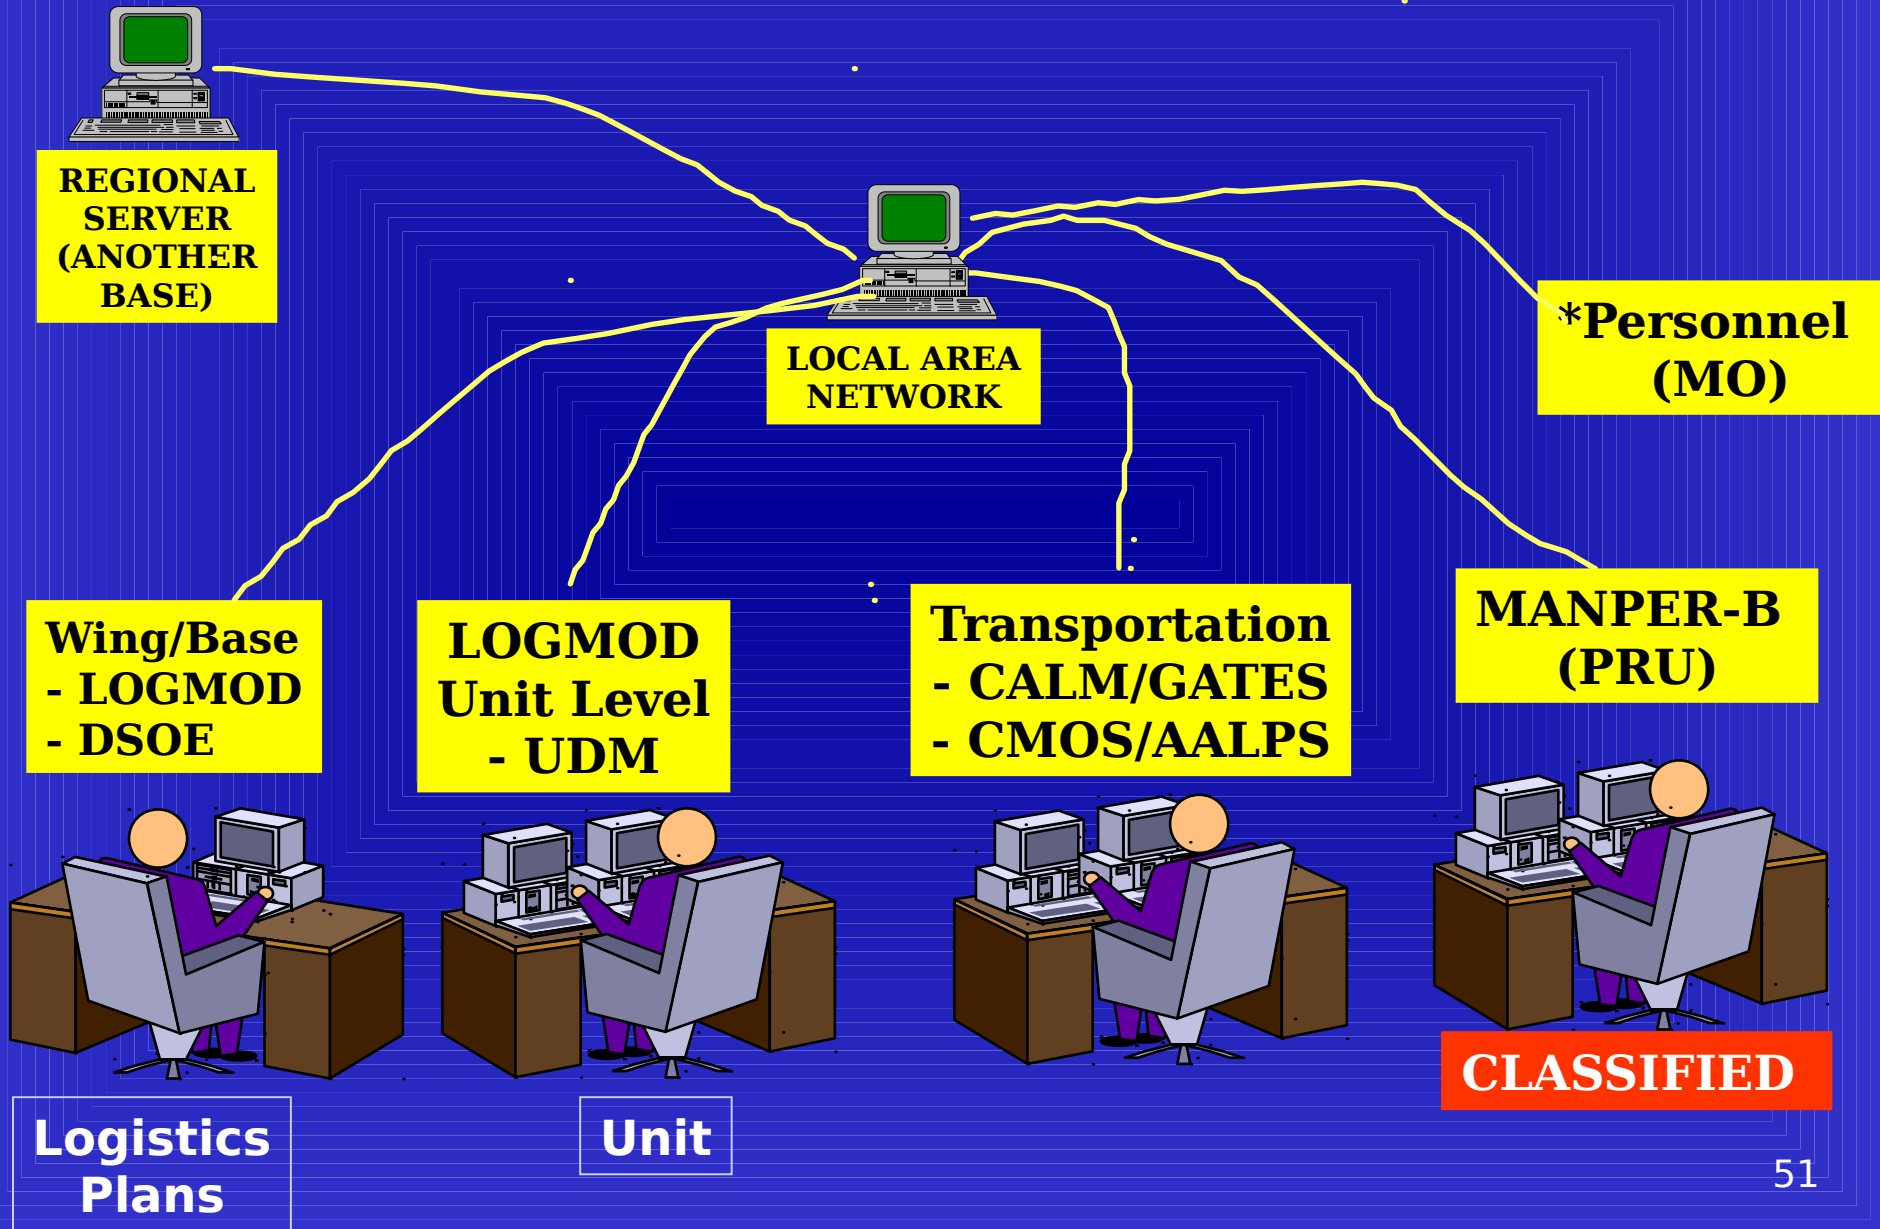 REGIONAL
SERVER
(ANOTHER
BASE)
LOCAL AREA
NETWORK
*Personnel
(MO)
Wing/Base
- LOGMOD
- DSOE
LOGMOD
Unit Level
- UDM
Transportation
- CALM/GATES
- CMOS/AALPS
MANPER-B
(PRU)
CLASSIFIED
Logistics
Plans
Unit
51